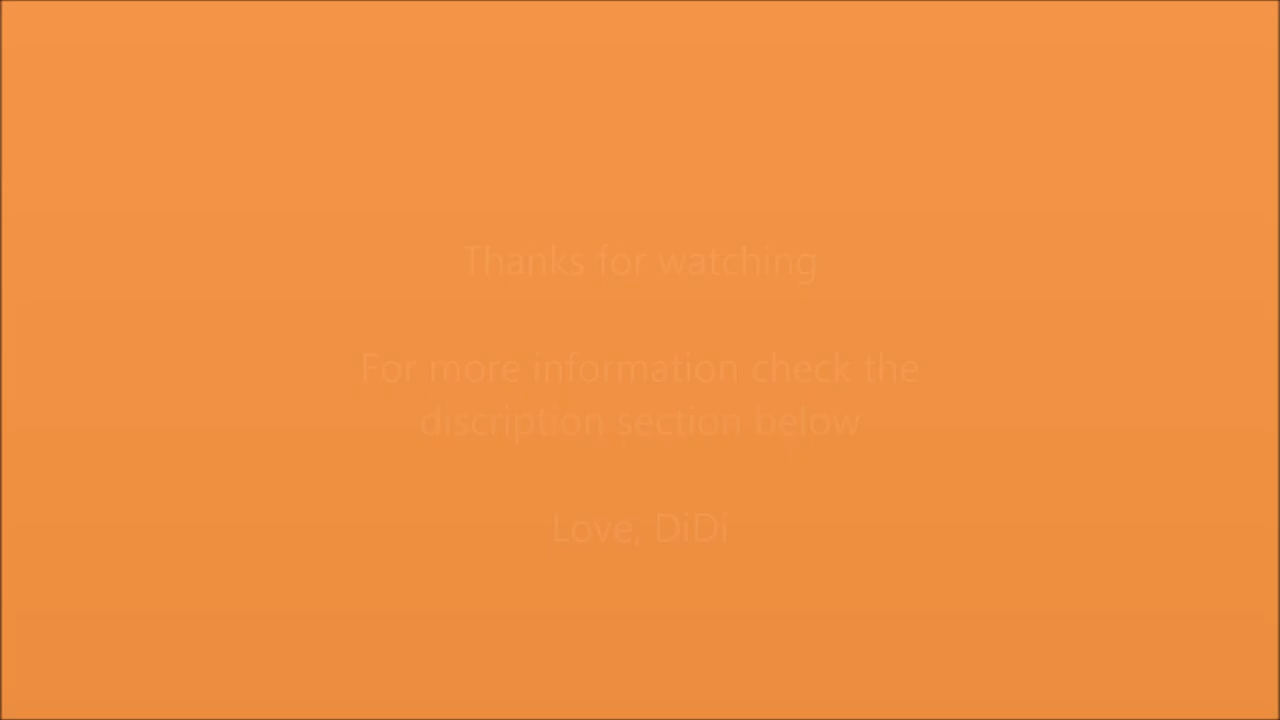 Thanks for watching
For more information check the
discription section below
Love, DiDi